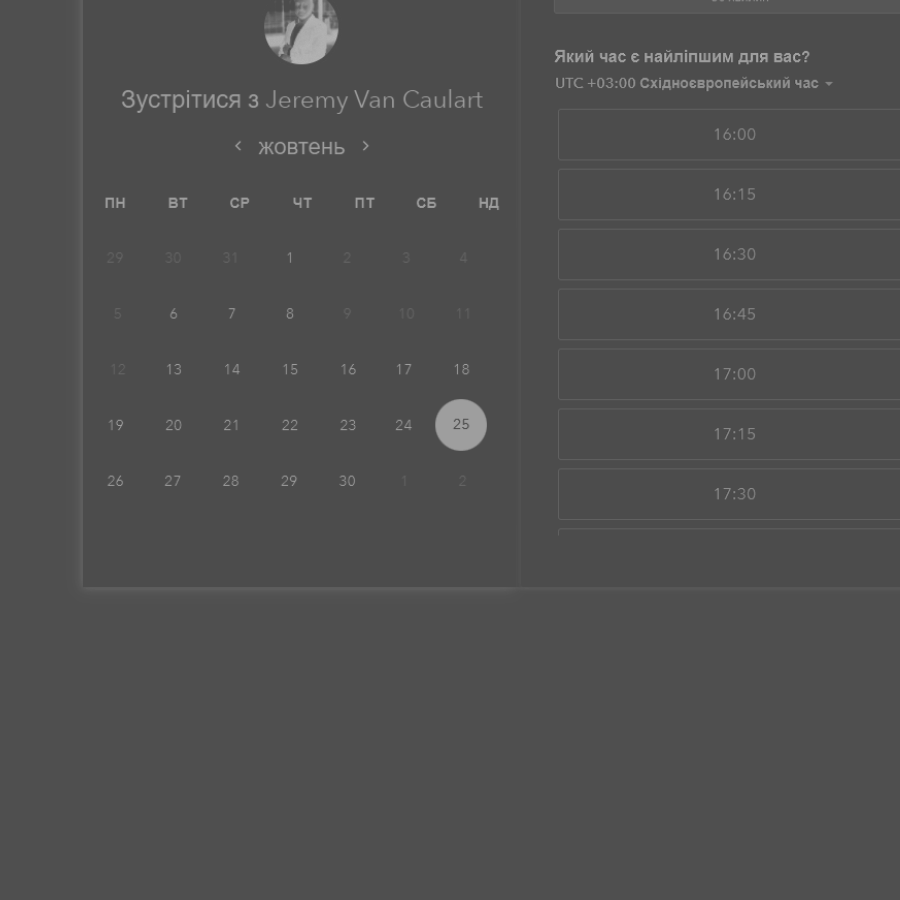 Зустрітися з Jeremy Van Caulart
жовтень
ПН ВТ СР ЧТ ПТ СБ НД
29 30 31 1 2 3 4
5 6 7 8 9 10 11
12 13 14 15 16 17 18
19 20 21 22 23 24 25
26 27 28 29 30 1 2
Який час є найліпшим для вас?
UTC +03:00 Східноєвропейський час
16:00
16:15
16:30
16:45
17:00
17:15
17:30